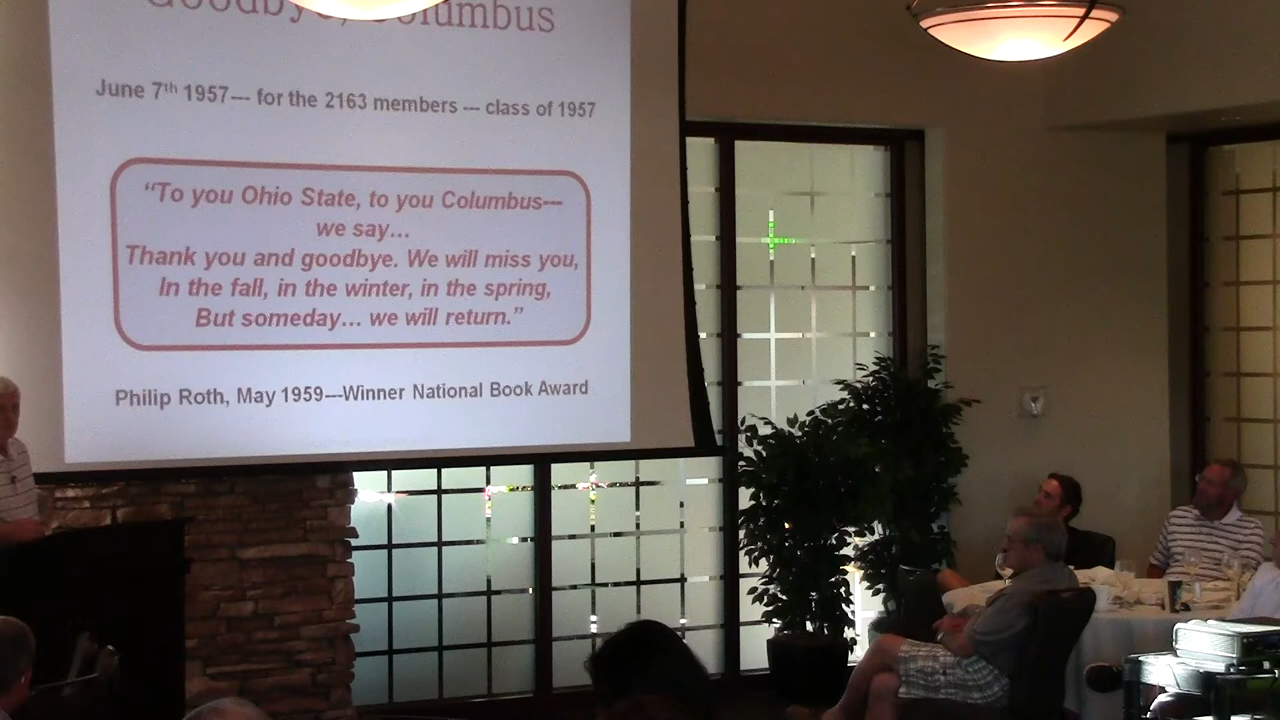 Goodbye, Columbus
June 7th 1957--- for the 2163 members --- class of 1957
“To you Ohio State, to you Columbus---
we say...
Thank you and goodbye. We will miss you,
In the fall, in the winter, in the spring,
But someday... we will return.”
Philip Roth, May 1959---Winner National Book Award